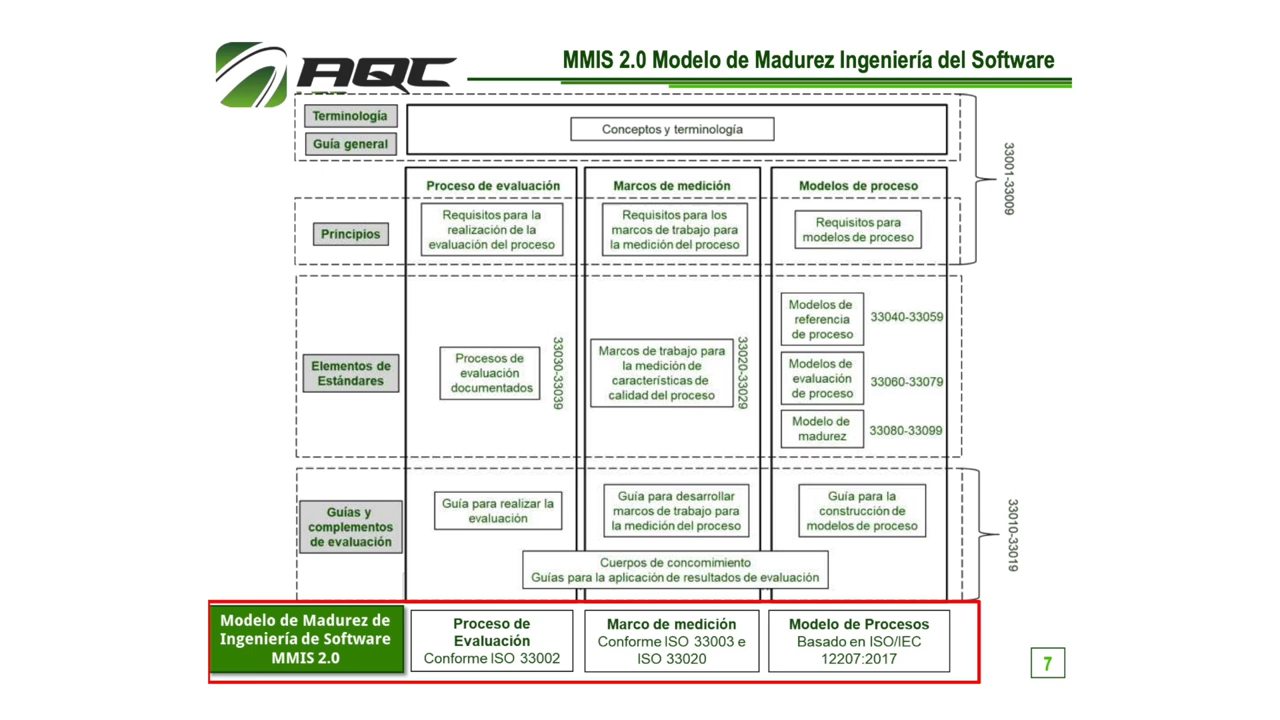 AQC
MMIS 2.0 Modelo de Madurez Ingeniería del Software
Terminología
Guía general
Conceptos y terminología
33001-33009
Proceso de evaluación
Marcos de medición
Modelos de proceso
Principios
Requisitos para la
realización de la
evaluación del proceso
Requisitos para los
marcos de trabajo para
la medición del proceso
Requisitos para
modelos de proceso
Elementos de
Estándares
Procesos de
evaluación
documentados
33030-33039
Marcos de trabajo para
la medición de
características de
calidad del proceso
33020-33029
Modelos de
referencia
de proceso
33040-33059
Modelos de
evaluación
de proceso
33060-33079
Modelo de
madurez
33080-33099
Guías y
complementos
de evaluación
Guía para realizar la
evaluación
Guía para desarrollar
marcos de trabajo para
la medición del proceso
Guía para la
construcción de
modelos de proceso
33010-33019
Cuerpos de concomimiento
Guías para la aplicación de resultados de evaluación
Modelo de Madurez de
Ingeniería de Software
MMIS 2.0
Proceso de
Evaluación
Conforme ISO 33002
Marco de medición
Conforme ISO 33003 e
ISO 33020
Modelo de Procesos
Basado en ISO/IEC
12207:2017
7